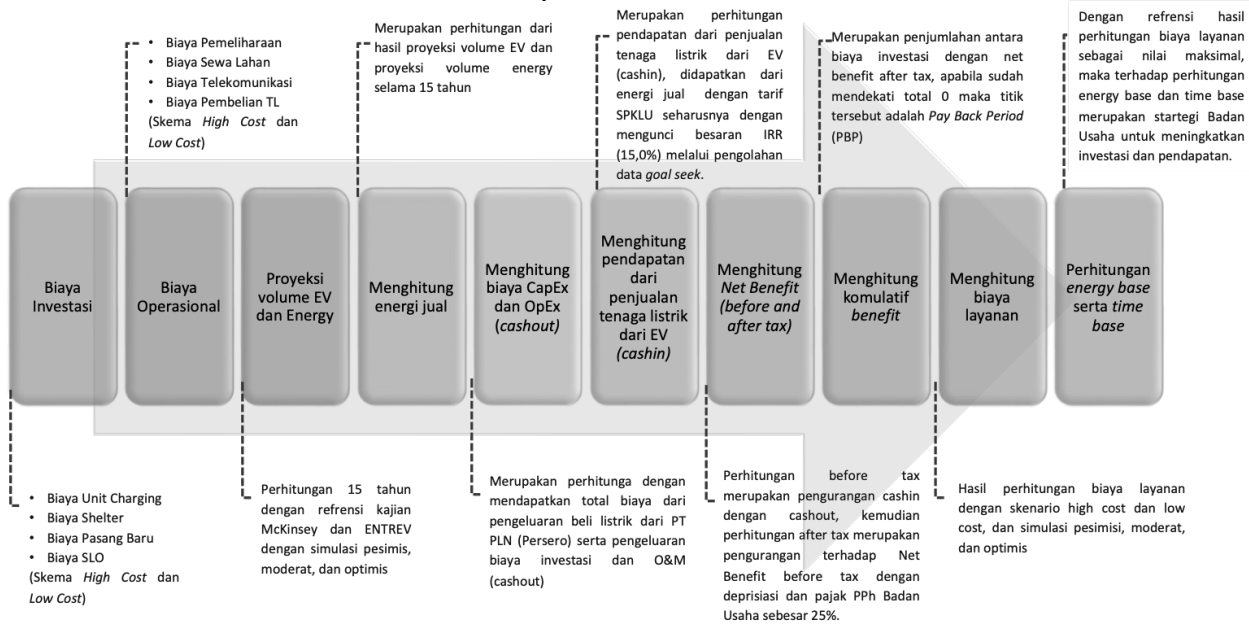 • Biaya Pemeliharaan
• Biaya Sewa Lahan
• Biaya Telekomunikasi
• Biaya Pembelian TL
(Skema High Cost dan
Low Cost)
Merupakan perhitungan dari
hasil proyeksi volume EV dan
proyeksi volume energy
selama 15 tahun
Merupakan perhitungan
pendapatan dari penjualan
tenaga listrik dari EV
(cashin), didapatkan dari
energi jual dengan tarif
SPKLU seharusnya dengan
mengunci besaran IRR
(15,0%) melalui pengolahan
data goal seek.
Merupakan penjumlahan antara
biaya investasi dengan net
benefit after tax, apabila sudah
mendekati total 0 maka titik
tersebut adalah Pay Back Period
(PBP)
Dengan refrensi hasil
perhitungan biaya layanan
sebagai nilai maksimal,
maka terhadap perhitungan
energy base dan time base
merupakan startegi Badan
Usaha untuk meningkatkan
investasi dan pendapatan.
Biaya
Investasi
Biaya
Operasional
Proyeksi
volume EV
dan Energy
Menghitung
energi jual
Menghitung
biaya CapEx
dan OpEx
(cashout)
Menghitung
pendapatan
dari
penjualan
tenaga listrik
dari EV
(cashin)
Menghitung
Net Benefit
(before and
after tax)
Menghitung
komulatif
benefit
Menghitung
biaya
layanan
Perhitungan
energy base
serta time
base
• Biaya Unit Charging
• Biaya Shelter
• Biaya Pasang Baru
• Biaya SLO
(Skema High Cost dan
Low Cost)
Perhitungan 15 tahun
dengan refrensi kajian
McKinsey dan ENTREV
dengan simulasi pesimis,
moderat, dan optimis
Merupakan perhitunga dengan
mendapatkan total biaya dari
pengeluaran beli listrik dari PT
PLN (Persero) serta pengeluaran
biaya investasi dan O&M
(cashout)
Perhitungan before tax
merupakan pengurangan cashin
dengan cashout, kemudian
perhitungan after tax merupakan
pengurangan terhadap Net
Benefit before tax dengan
deprisiasi dan pajak PPh Badan
Usaha sebesar 25%.
Hasil perhitungan biaya layanan
dengan skenario high cost dan low
cost, dan simulasi pesimisi, moderat,
dan optimis